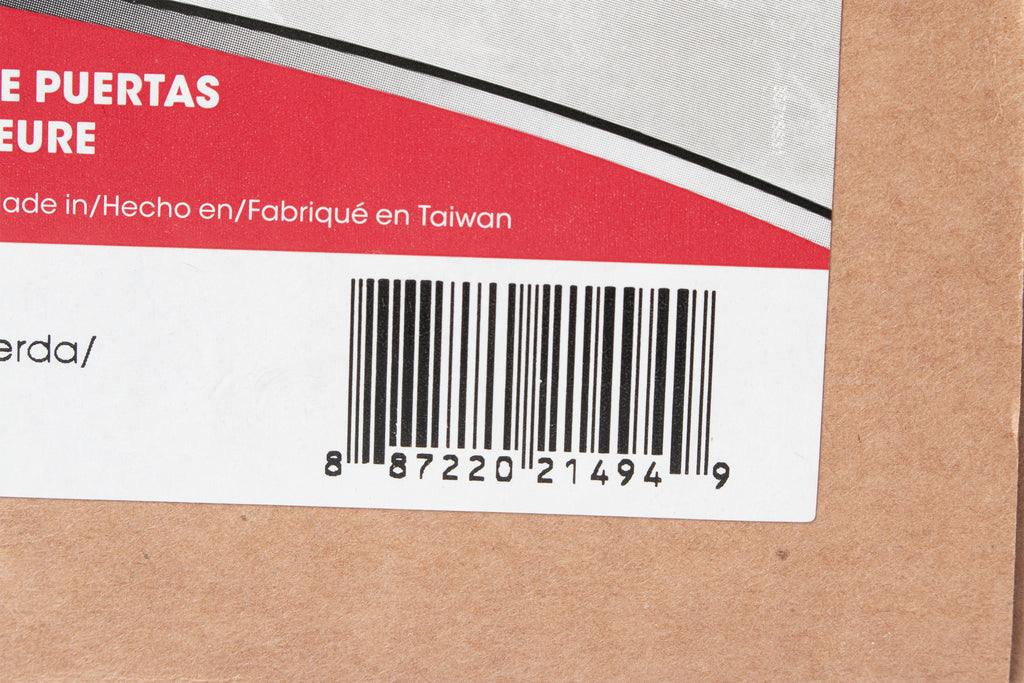 E PUERTAS
EURE
ade in/Hecho en/Fabriqué en Taiwan
erda/
8 87220 21494 9